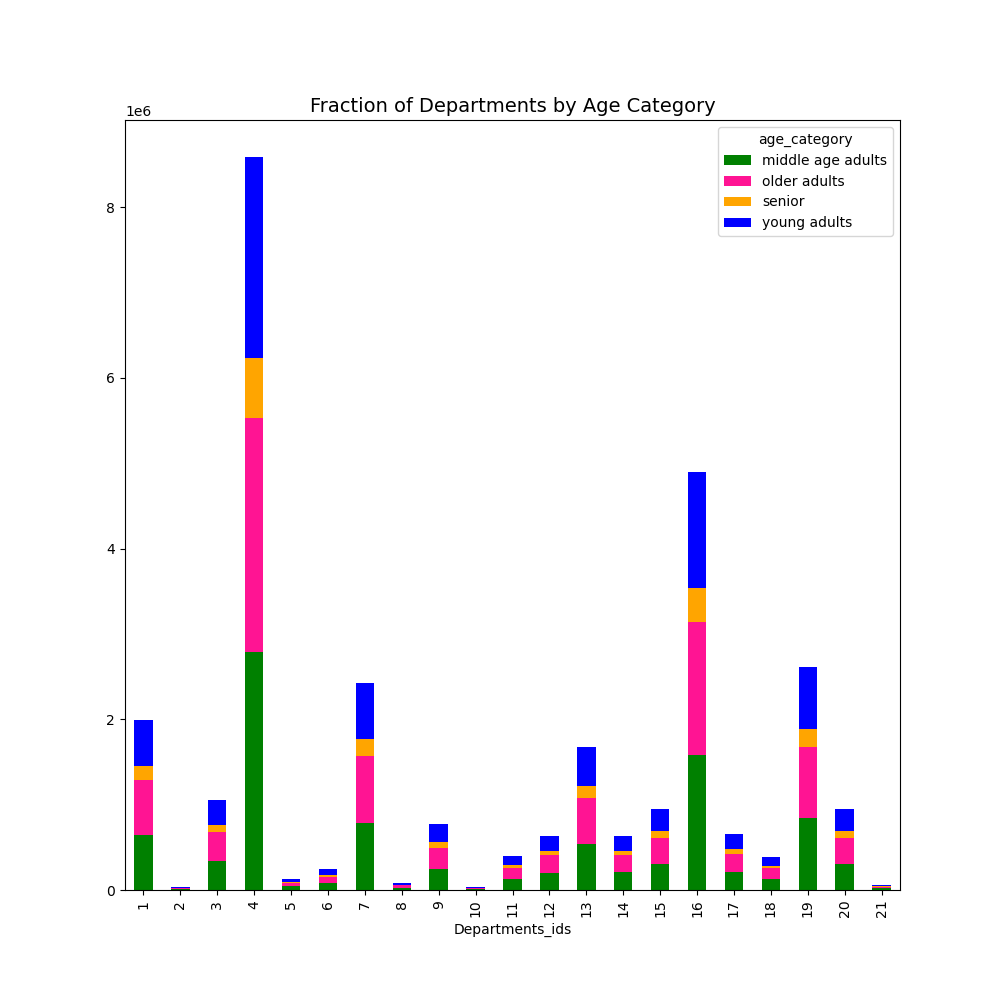 Fraction of Departments by Age Category
1e6
age_category
middle age adults
older adults
senior
young adults
8
6
4
2
0
1 2 3 4 5 6 7 8 9 10 11 12 13 14 15 16 17 18 19 20 21
Departments_ids